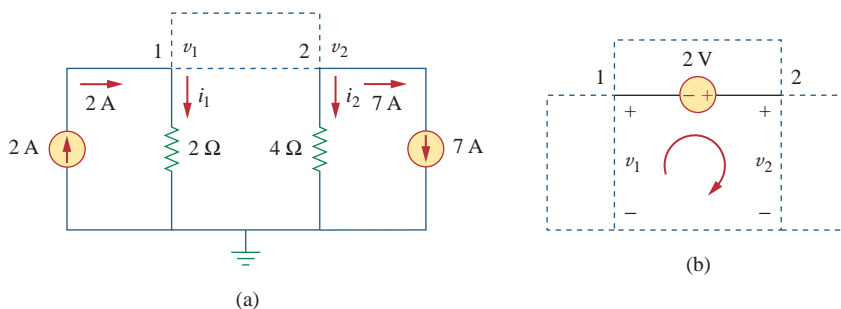 1 v₁ 2 v₂
2 A i₁ i₂ 7 A
2 A 2 Ω 4 Ω 7 A
(a)
2 V
1 2
− +
+ +
v₁ v₂
− −
(b)